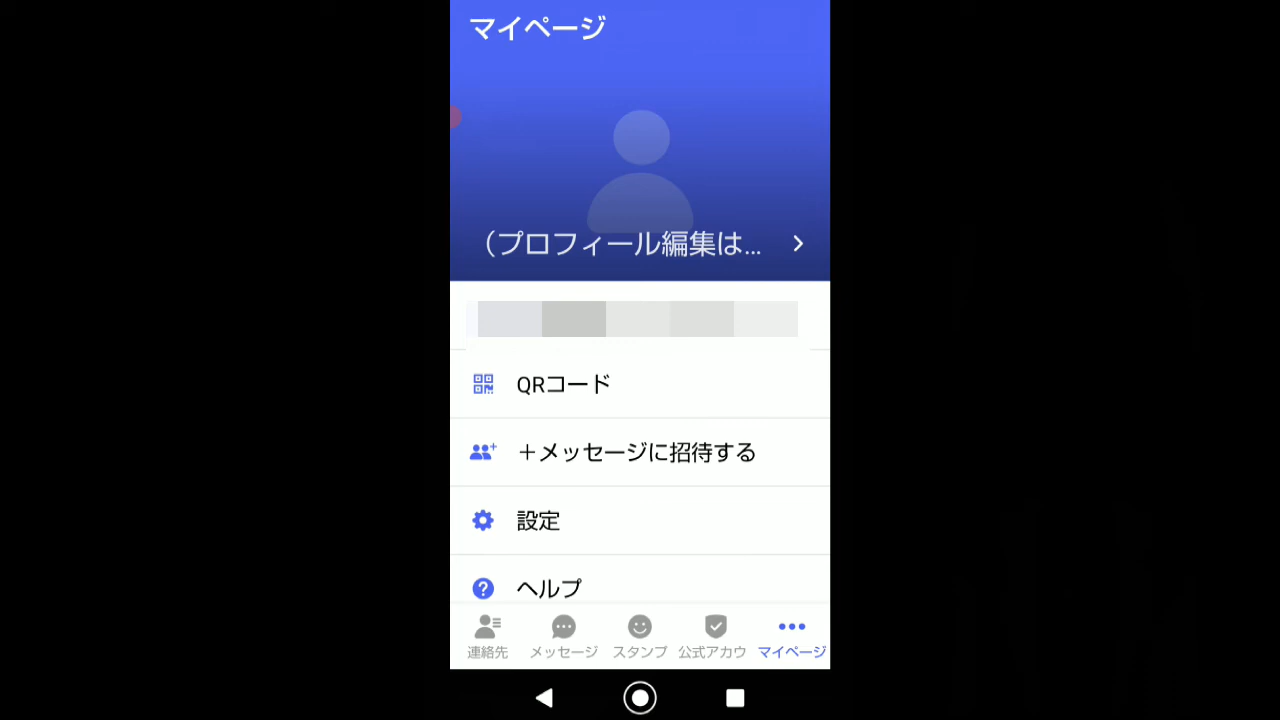 マイページ
（プロフィール編集は...
QRコード
＋メッセージに招待する
設定
ヘルプ
連絡先
メッセージ
スタンプ
公式アカウ
マイページ